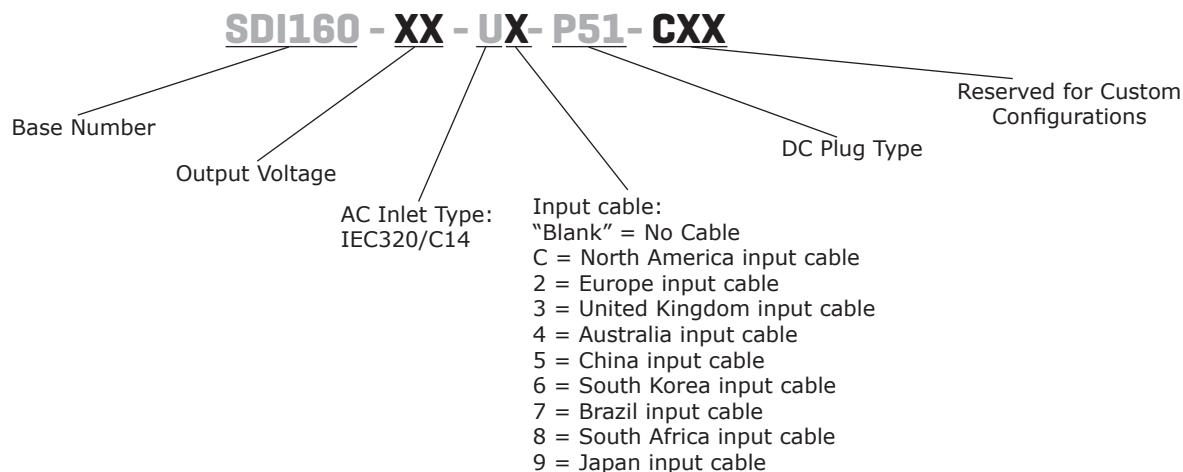 SDI160 - XX - UX- P51- CXX
Base Number
Output Voltage
AC Inlet Type:
IEC320/C14
Input cable:
“Blank” = No Cable
C = North America input cable
2 = Europe input cable
3 = United Kingdom input cable
4 = Australia input cable
5 = China input cable
6 = South Korea input cable
7 = Brazil input cable
8 = South Africa input cable
9 = Japan input cable
DC Plug Type
Reserved for Custom
Configurations